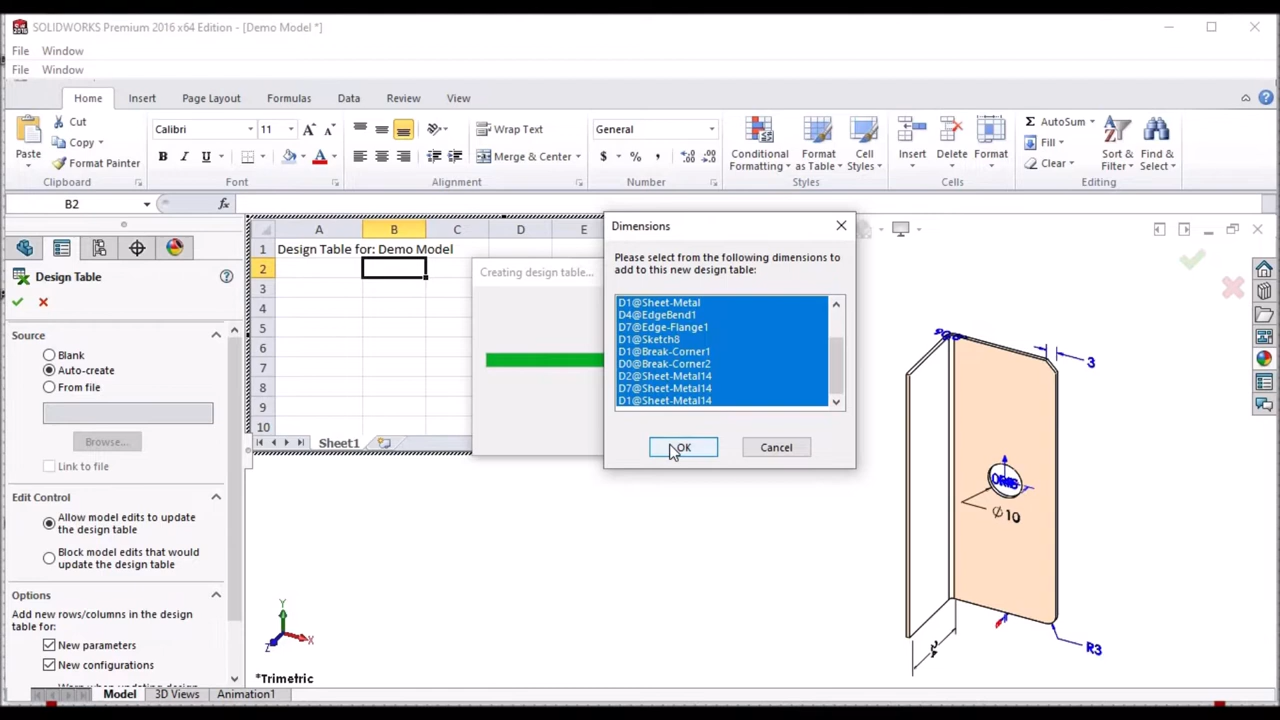 SOLIDWORKS Premium 2016 x64 Edition - [Demo Model *]
File Window
File Window
Home Insert Page Layout Formulas Data Review View
Paste
Cut
Copy
Format Painter
Clipboard
Calibri 11
B I U
Font
Wrap Text
Merge & Center
Alignment
General
$ % ,
Number
Conditional Formatting
Format as Table
Cell Styles
Styles
Insert
Delete
Format
Cells
AutoSum
Fill
Clear
Sort & Filter
Find & Select
Editing
B2 fx
Design Table
Source
Blank
Auto-create
From file
Browse...
Link to file
Edit Control
Allow model edits to update
the design table
Block model edits that would
update the design table
Options
Add new rows/columns in the design
table for:
New parameters
New configurations
A B C D E
1 Design Table for: Demo Model
2
3
4
5
6
7
8
9
10
Sheet1
Creating design table...
Dimensions
Please select from the following dimensions to
add to this new design table:
D1@Sheet-Metal
D4@EdgeBend1
D7@Edge-Flange1
D1@Sketch8
D1@Break-Corner1
D0@Break-Corner2
D2@Sheet-Metal14
D7@Sheet-Metal14
D1@Sheet-Metal14
OK Cancel
3
Ø10
R3
Y
X
Z
*Trimetric
Model 3D Views Animation1